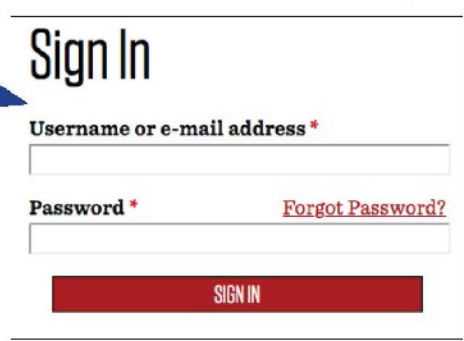 Sign In
Username or e-mail address *
Password * Forgot Password?
SIGN IN